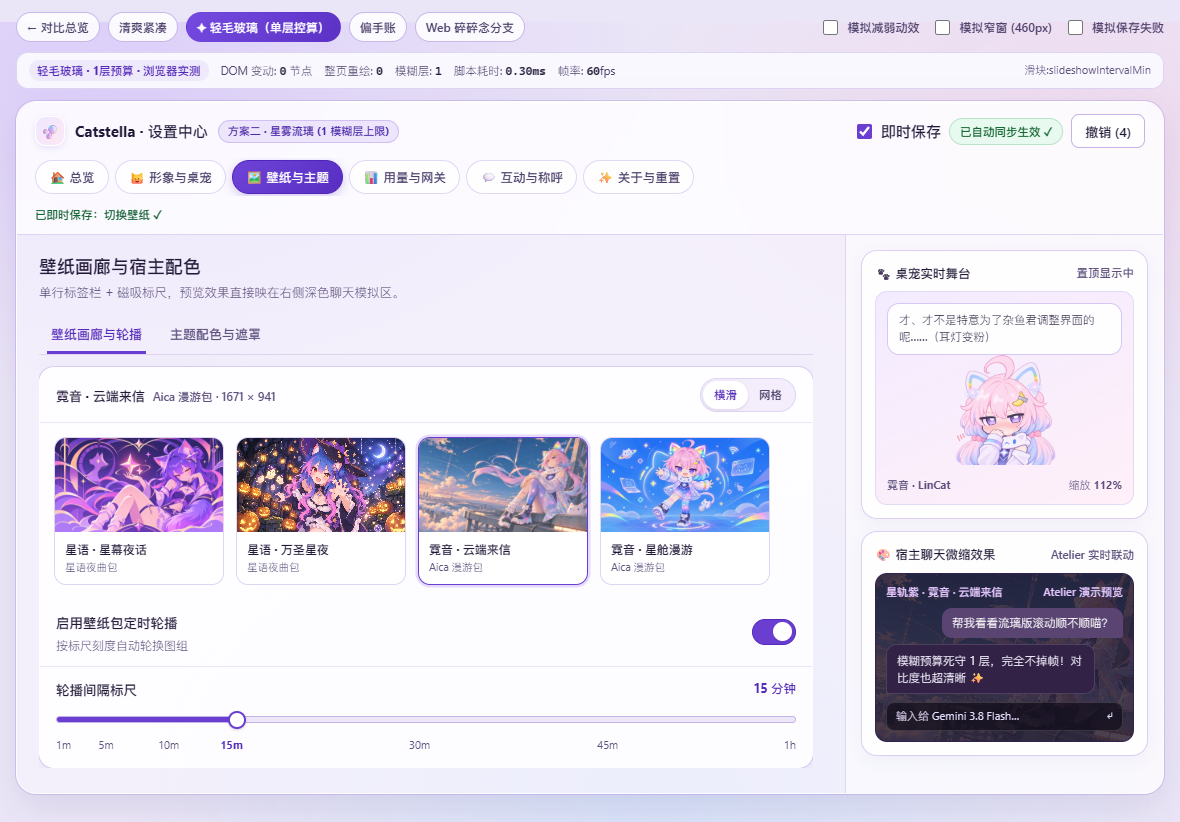 ← 对比总览
清爽紧凑
✦ 轻毛玻璃（单层控算）
偏手账
Web 碎碎念分支
模拟减弱动效
模拟窄窗 (460px)
模拟保存失败
轻毛玻璃 · 1层预算 · 浏览器实测
DOM 变动: 0 节点
整页重绘: 0
模糊层: 1
脚本耗时: 0.30ms
帧率: 60fps
滑块:slideshowIntervalMin
Catstella · 设置中心
方案二 · 星雾流璃 (1 模糊层上限)
即时保存
已自动同步生效 ✓
撤销 (4)
🏠 总览
🐱 形象与桌宠
🖼️ 壁纸与主题
📊 用量与网关
💬 互动与称呼
✨ 关于与重置
已即时保存：切换壁纸 ✓
壁纸画廊与宿主配色
单行标签栏 + 磁吸标尺，预览效果直接映在右侧深色聊天模拟区。
壁纸画廊与轮播
主题配色与遮罩
霓音 · 云端来信 Aica 漫游包 · 1671 × 941
横滑
网格
星语 · 星幕夜话
星语夜曲包
星语 · 万圣星夜
星语夜曲包
霓音 · 云端来信
Aica 漫游包
霓音 · 星舱漫游
Aica 漫游包
启用壁纸包定时轮播
按标尺刻度自动轮换图组
轮播间隔标尺
15 分钟
1m 5m 10m 15m 30m 45m 1h
🐾 桌宠实时舞台
置顶显示中
才、才不是特意为了杂鱼君调整界面的
呢……（耳灯变粉）
霓音 · LinCat
缩放 112%
🎨 宿主聊天微缩效果
Atelier 实时联动
星轨紫 · 霓音 · 云端来信
Atelier 演示预览
帮我看看流璃版滚动顺不顺喵？
模糊预算死守 1 层，完全不掉帧！对
比度也超清晰 ✨
输入给 Gemini 3.8 Flash...
↵